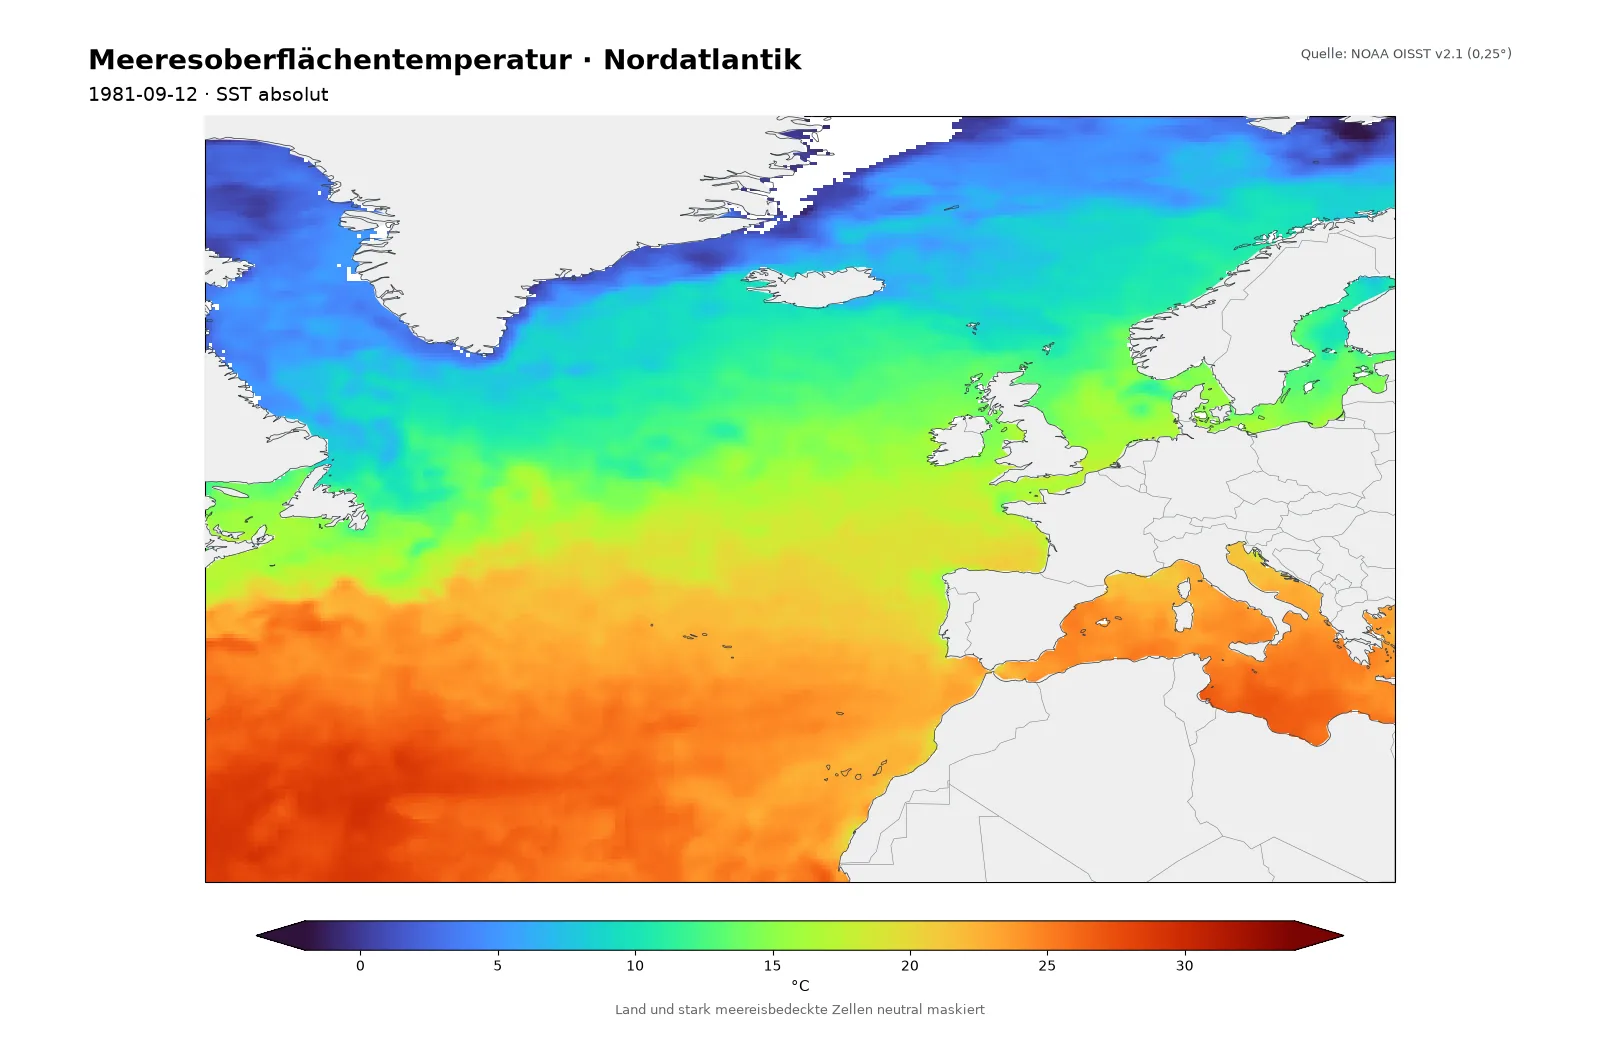 Meeresoberflächentemperatur · Nordatlantik
Quelle: NOAA OISST v2.1 (0,25°)
1981-09-12 · SST absolut
0 5 10 15 20 25 30
°C
Land und stark meereisbedeckte Zellen neutral maskiert